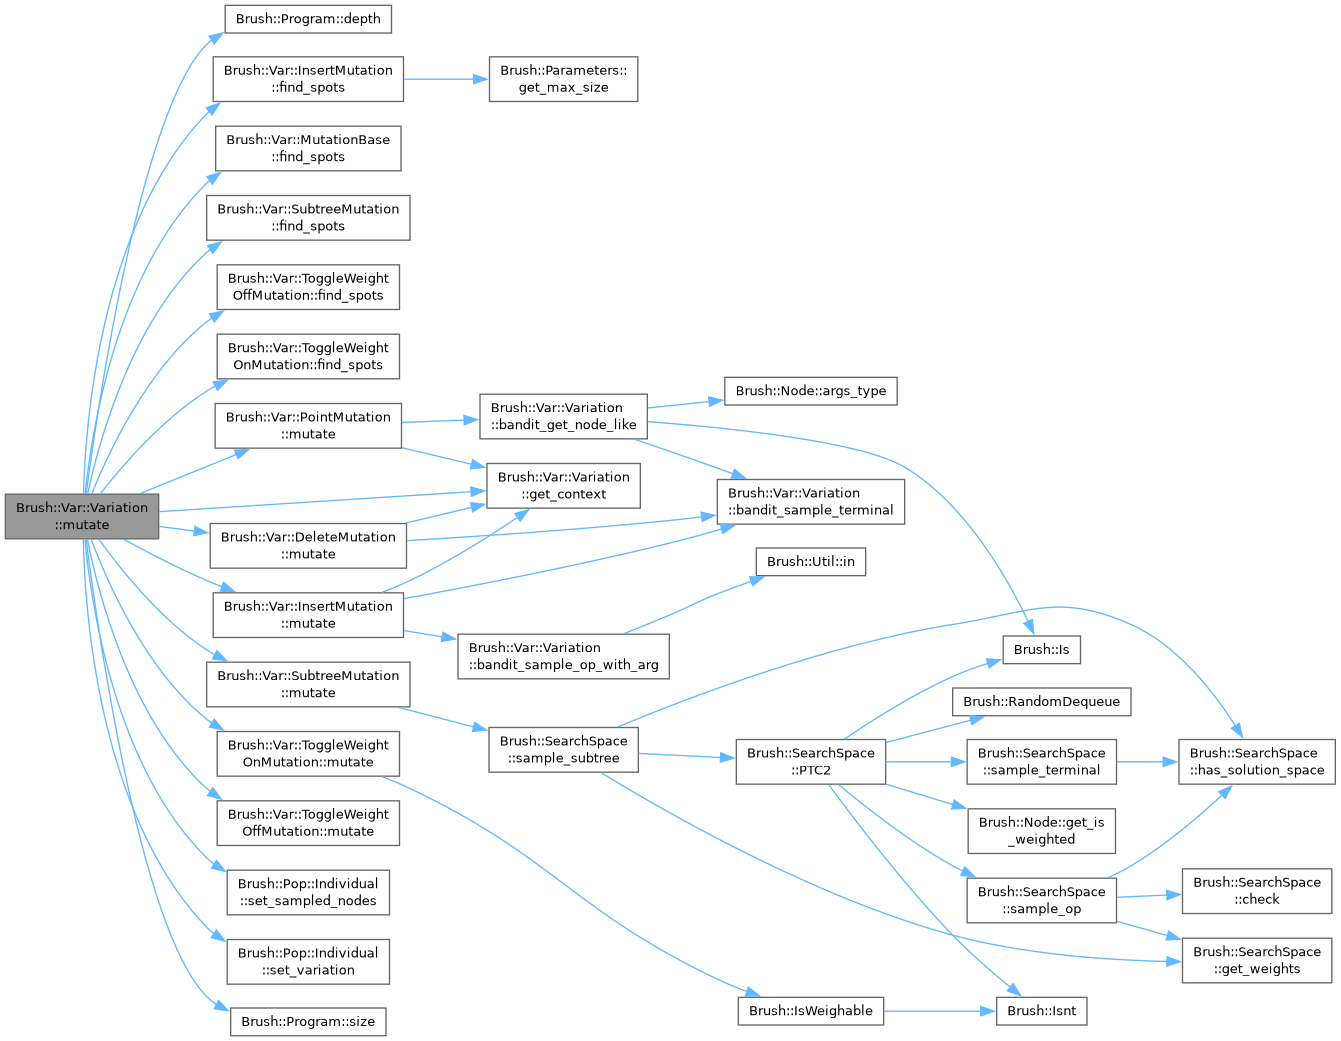 Brush::Program::depth
Brush::Var::InsertMutation
::find_spots
Brush::Parameters::
get_max_size
Brush::Var::MutationBase
::find_spots
Brush::Var::SubtreeMutation
::find_spots
Brush::Var::ToggleWeight
OffMutation::find_spots
Brush::Var::ToggleWeight
OnMutation::find_spots
Brush::Node::args_type
Brush::Var::PointMutation
::mutate
Brush::Var::Variation
::bandit_get_node_like
Brush::Var::Variation
::get_context
Brush::Var::Variation
::bandit_sample_terminal
Brush::Var::Variation
::mutate
Brush::Var::DeleteMutation
::mutate
Brush::Util::in
Brush::Var::InsertMutation
::mutate
Brush::Var::Variation
::bandit_sample_op_with_arg
Brush::Is
Brush::Var::SubtreeMutation
::mutate
Brush::RandomDequeue
Brush::SearchSpace
::sample_subtree
Brush::Var::ToggleWeight
OnMutation::mutate
Brush::SearchSpace
::PTC2
Brush::SearchSpace
::sample_terminal
Brush::SearchSpace
::has_solution_space
Brush::Var::ToggleWeight
OffMutation::mutate
Brush::Node::get_is
_weighted
Brush::Pop::Individual
::set_sampled_nodes
Brush::SearchSpace
::sample_op
Brush::SearchSpace
::check
Brush::Pop::Individual
::set_variation
Brush::SearchSpace
::get_weights
Brush::Program::size
Brush::IsWeighable
Brush::Isnt